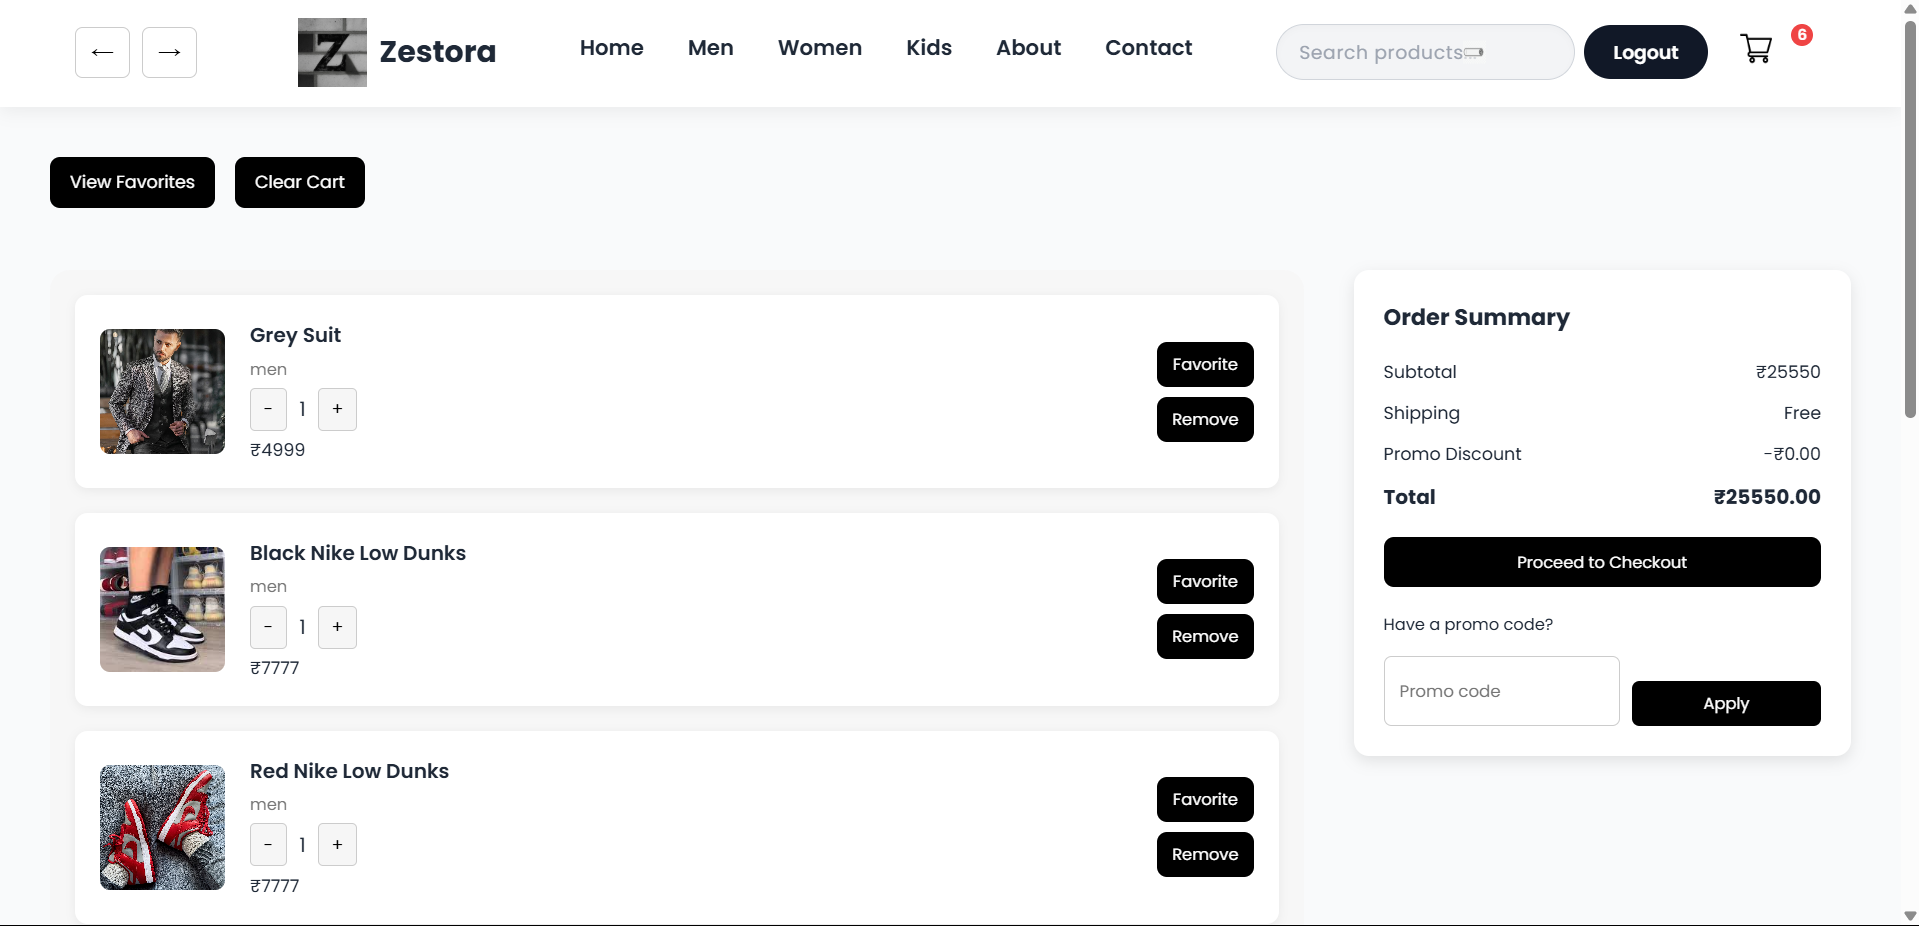 ← →
Z
Zestora
Home Men Women Kids About Contact
Search products
Logout
6
View Favorites Clear Cart
Grey Suit
men
- 1 +
₹4999
Favorite
Remove
Black Nike Low Dunks
men
- 1 +
₹7777
Favorite
Remove
Red Nike Low Dunks
men
- 1 +
₹7777
Favorite
Remove
Order Summary
Subtotal ₹25550
Shipping Free
Promo Discount -₹0.00
Total ₹25550.00
Proceed to Checkout
Have a promo code?
Promo code
Apply